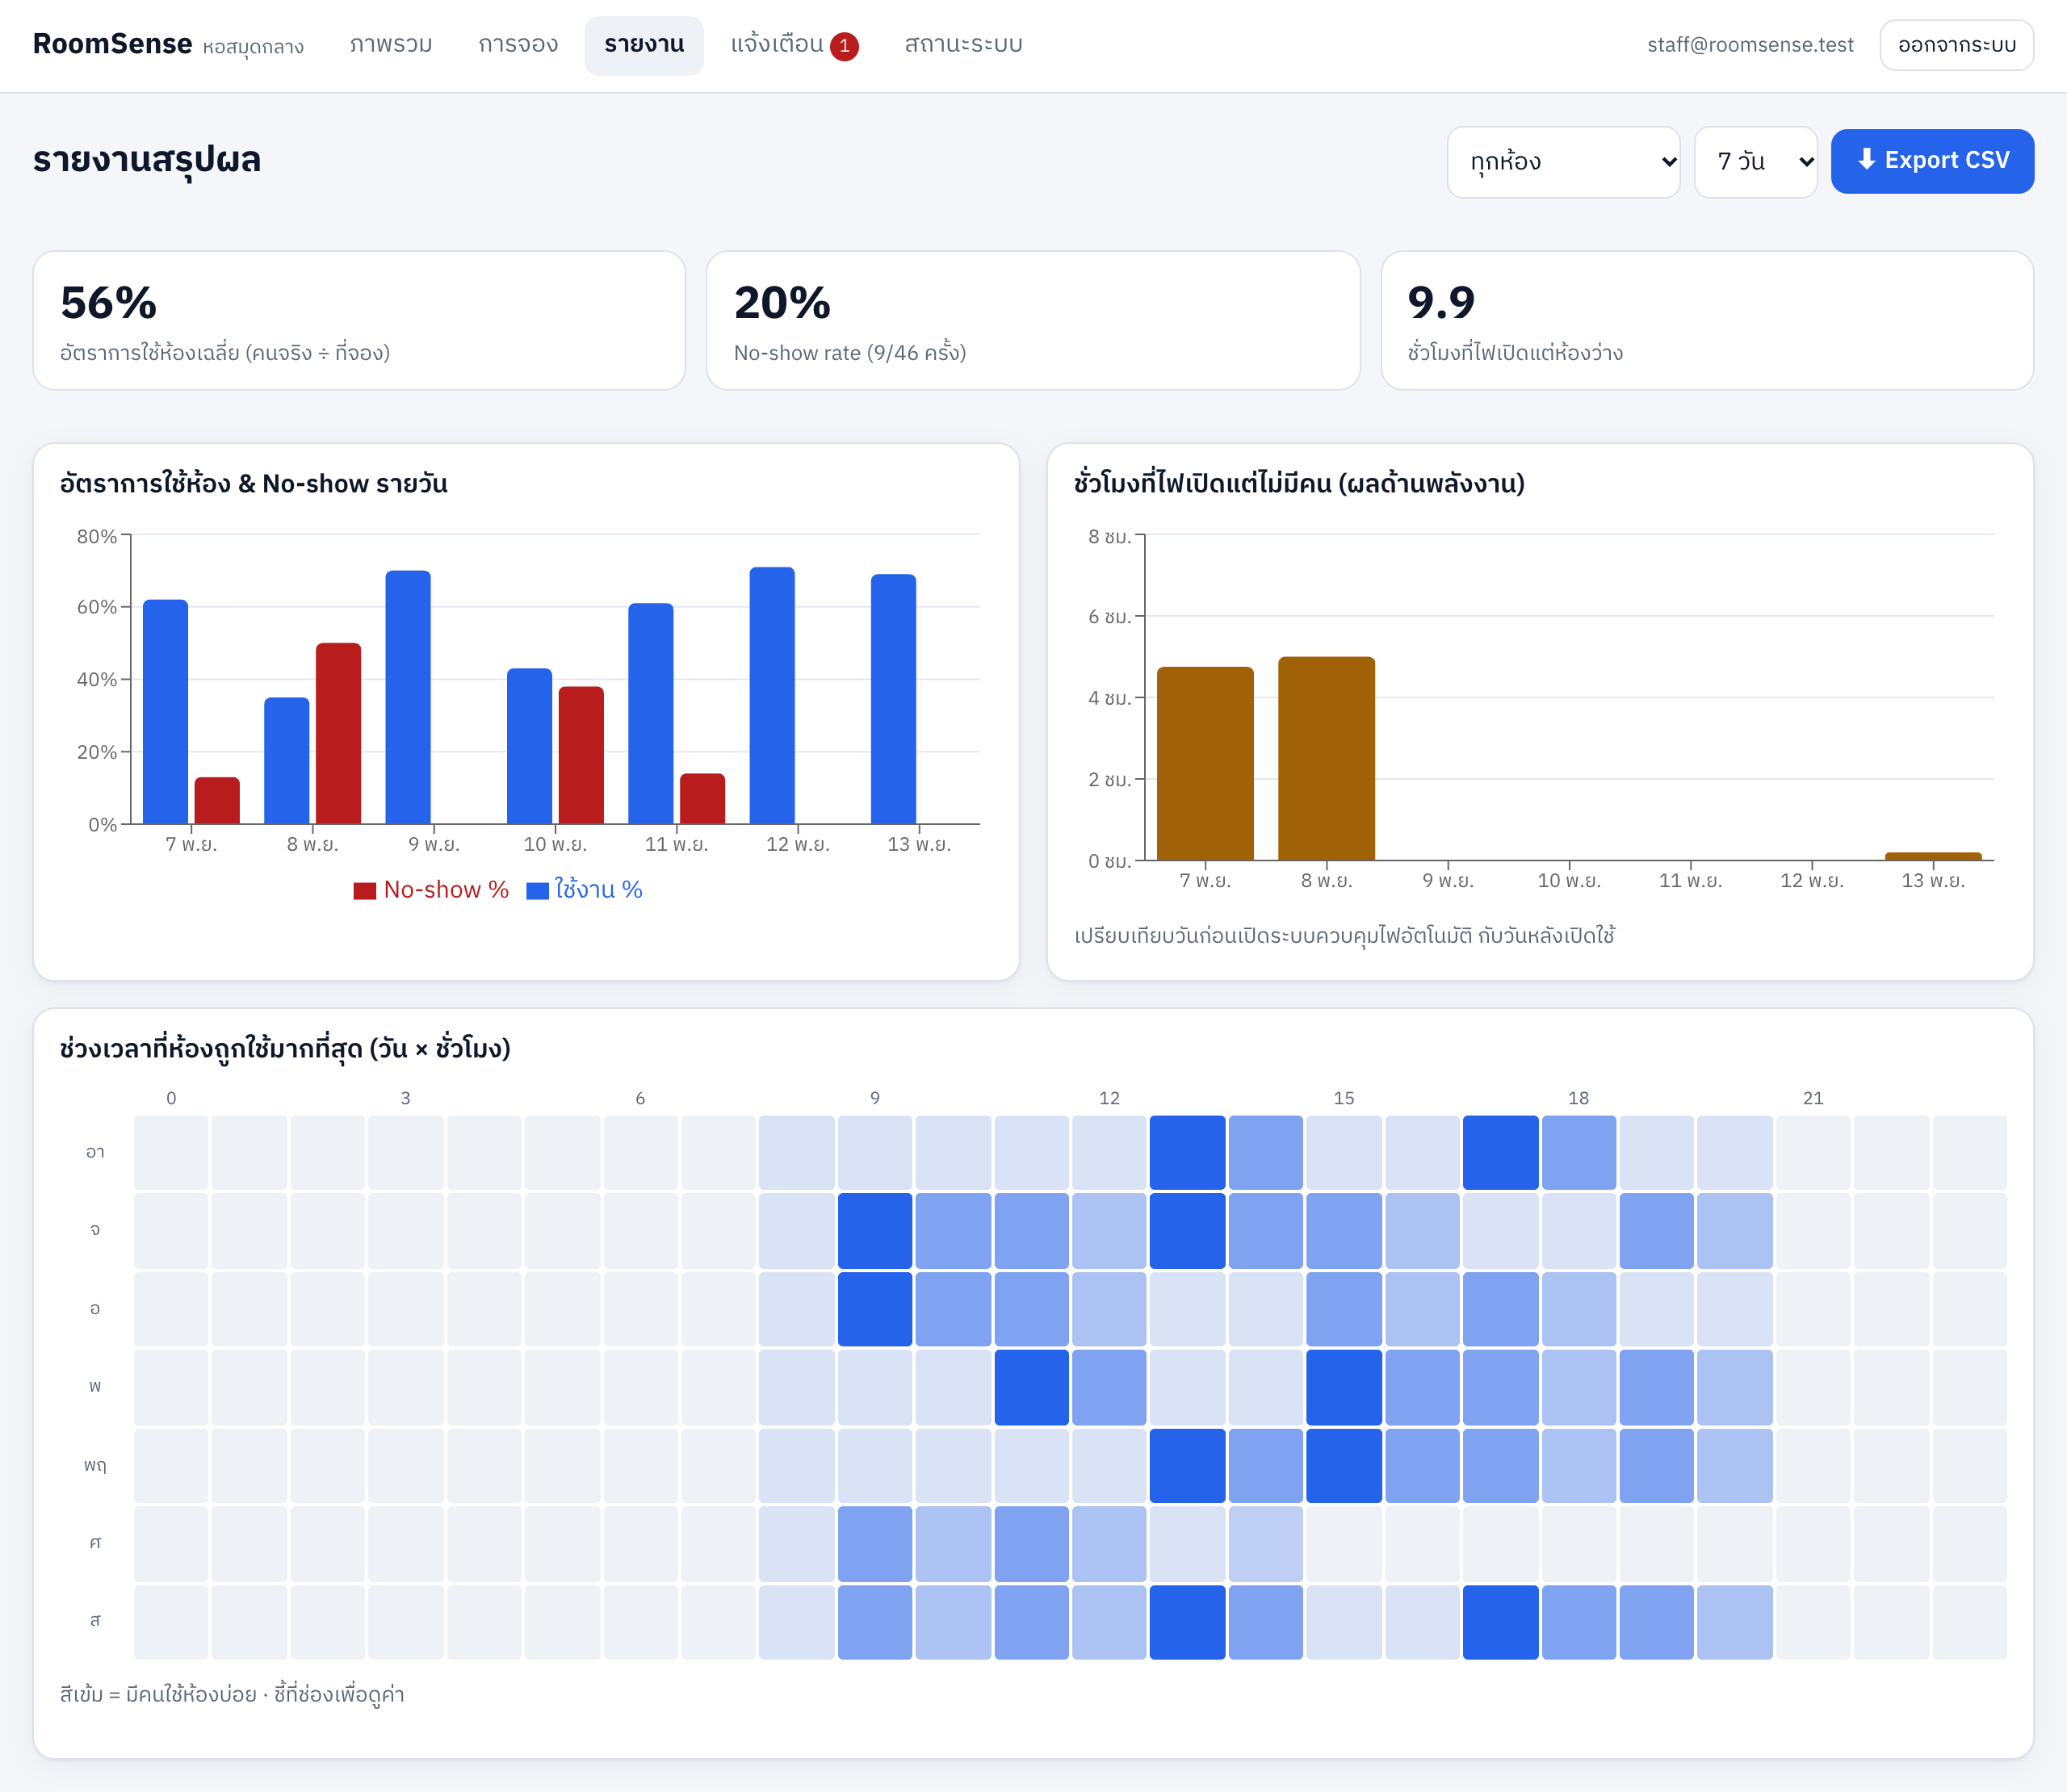 RoomSense หอสมุดกลาง ภาพรวม การจอง รายงาน แจ้งเตือน 1 สถานะระบบ staff@roomsense.test ออกจากระบบ
รายงานสรุปผล ทุกห้อง 7 วัน ⬇ Export CSV
56%
อัตราการใช้ห้องเฉลี่ย (คนจริง ÷ ที่จอง)
20%
No-show rate (9/46 ครั้ง)
9.9
ชั่วโมงที่ไฟเปิดแต่ห้องว่าง
อัตราการใช้ห้อง & No-show รายวัน
80%
60%
40%
20%
0%
7 พ.ย. 8 พ.ย. 9 พ.ย. 10 พ.ย. 11 พ.ย. 12 พ.ย. 13 พ.ย.
No-show % ใช้งาน %
ชั่วโมงที่ไฟเปิดแต่ไม่มีคน (ผลด้านพลังงาน)
8 ชม.
6 ชม.
4 ชม.
2 ชม.
0 ชม.
7 พ.ย. 8 พ.ย. 9 พ.ย. 10 พ.ย. 11 พ.ย. 12 พ.ย. 13 พ.ย.
เปรียบเทียบวันก่อนเปิดระบบควบคุมไฟอัตโนมัติ กับวันหลังเปิดใช้
ช่วงเวลาที่ห้องถูกใช้มากที่สุด (วัน × ชั่วโมง)
0 3 6 9 12 15 18 21
อา
จ
อ
พ
พฤ
ศ
ส
สีเข้ม = มีคนใช้ห้องบ่อย · ชี้ที่ช่องเพื่อดูค่า